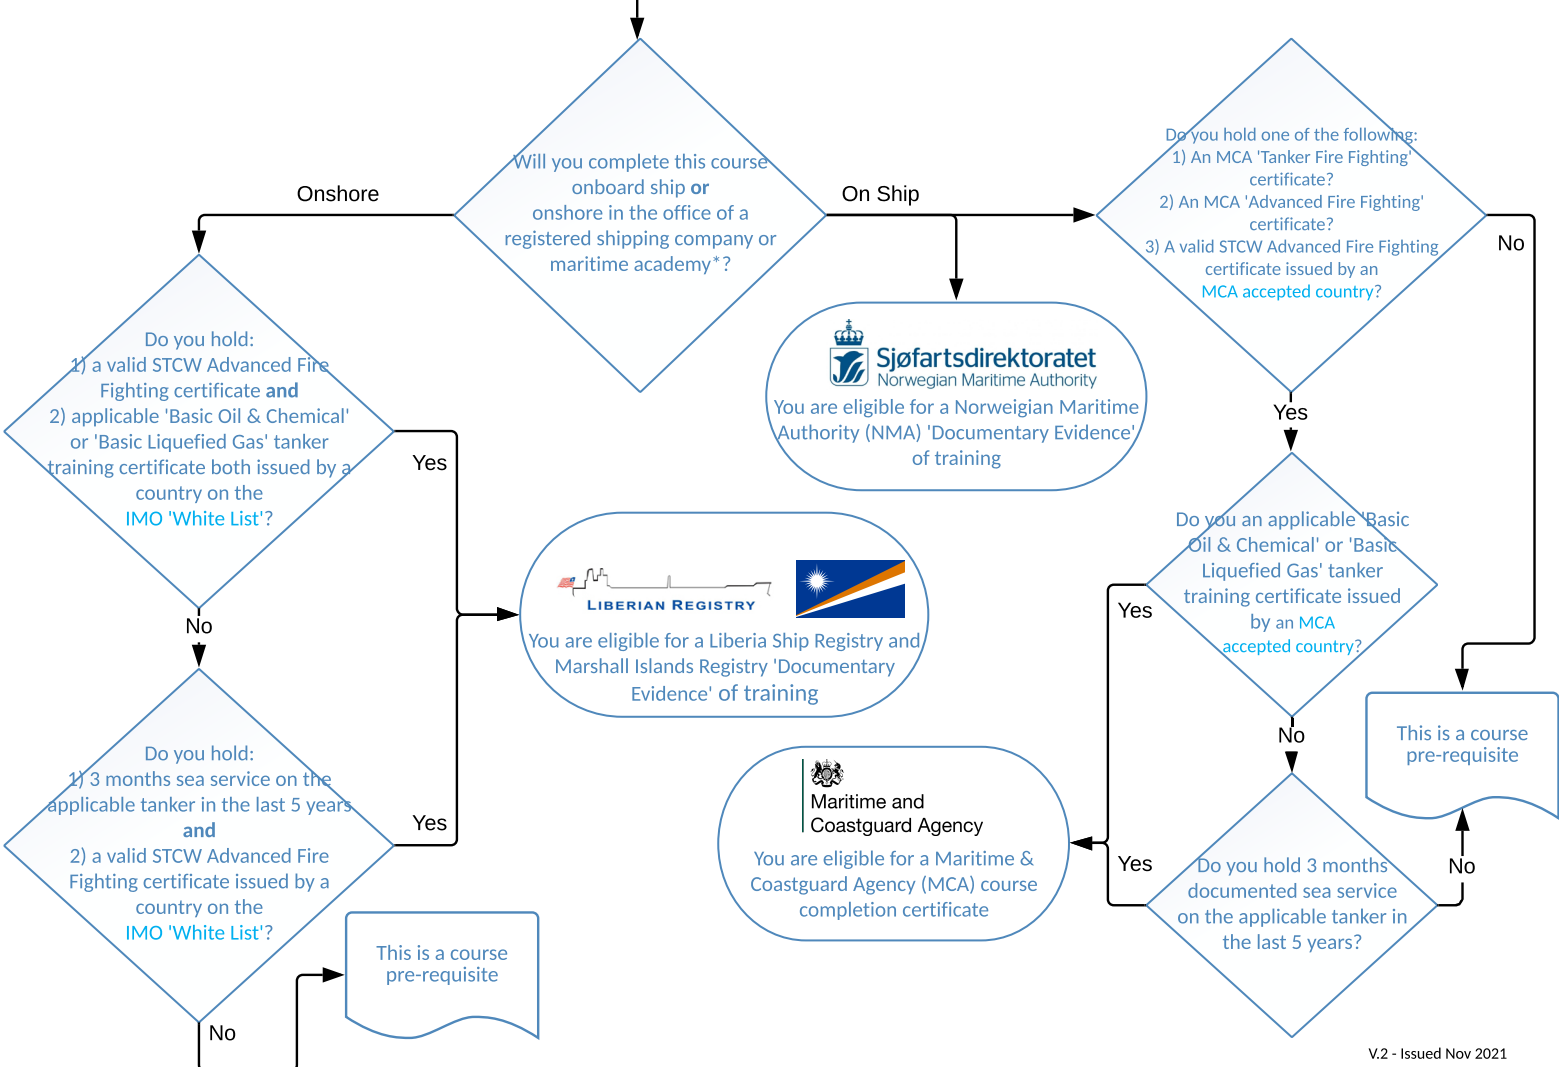 Will you complete this course
onboard ship or
onshore in the office of a
registered shipping company or
maritime academy*?
Onshore
On Ship
Do you hold one of the following:
1) An MCA 'Tanker Fire Fighting'
certificate?
2) An MCA 'Advanced Fire Fighting'
certificate?
3) A valid STCW Advanced Fire Fighting
certificate issued by an
MCA accepted country?
No
Yes
Do you hold:
1) a valid STCW Advanced Fire
Fighting certificate and
2) applicable 'Basic Oil & Chemical'
or 'Basic Liquefied Gas' tanker
training certificate both issued by a
country on the
IMO 'White List'?
Yes
No
Sjøfartsdirektoratet
Norwegian Maritime Authority
You are eligible for a Norweigian Maritime
Authority (NMA) 'Documentary Evidence'
of training
Do you an applicable 'Basic
Oil & Chemical' or 'Basic
Liquefied Gas' tanker
training certificate issued
by an MCA
accepted country?
Yes
No
LIBERIAN REGISTRY
You are eligible for a Liberia Ship Registry and
Marshall Islands Registry 'Documentary
Evidence' of training
This is a course
pre-requisite
Do you hold:
1) 3 months sea service on the
applicable tanker in the last 5 years
and
2) a valid STCW Advanced Fire
Fighting certificate issued by a
country on the
IMO 'White List'?
Yes
No
Maritime and
Coastguard Agency
You are eligible for a Maritime &
Coastguard Agency (MCA) course
completion certificate
Yes
Do you hold 3 months
documented sea service
on the applicable tanker in
the last 5 years?
No
This is a course
pre-requisite
V.2 - Issued Nov 2021